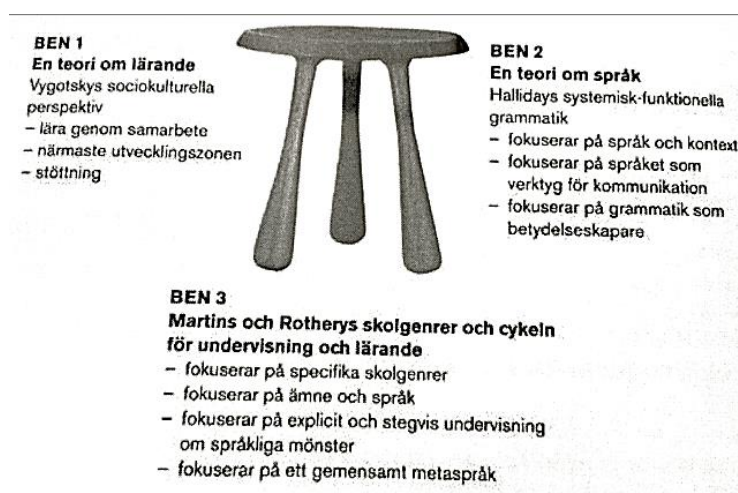 BEN 1
En teori om lärande
Vygotskys sociokulturella
perspektiv
– lära genom samarbete
– närmaste utvecklingszonen
– stöttning
BEN 2
En teori om språk
Hallidays systemisk-funktionella
grammatik
– fokuserar på språk och kontext
– fokuserar på språket som
verktyg för kommunikation
– fokuserar på grammatik som
betydelseskapare
BEN 3
Martins och Rotherys skolgenrer och cykeln
för undervisning och lärande
– fokuserar på specifika skolgenrer
– fokuserar på ämne och språk
– fokuserar på explicit och stegvis undervisning
om språkliga mönster
– fokuserar på ett gemensamt metaspråk